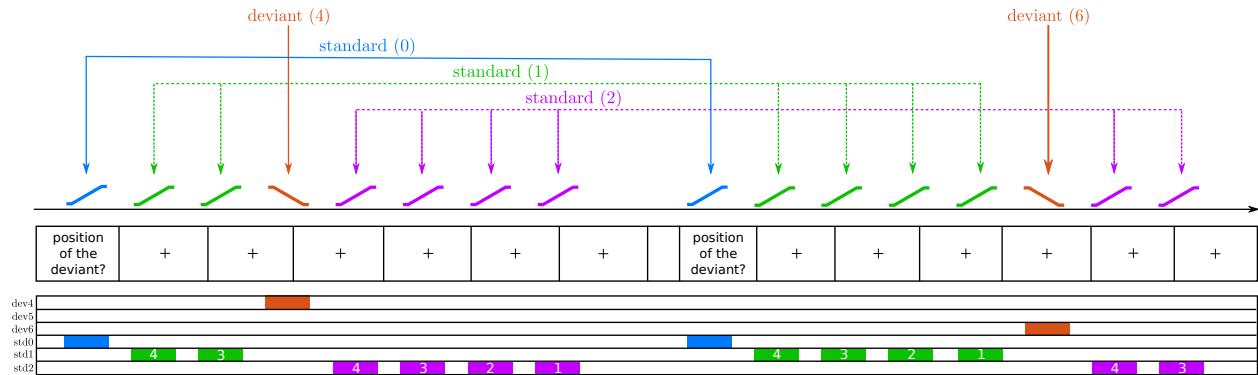 deviant (4)
deviant (6)
standard (0)
standard (1)
standard (2)
position
of the
deviant?
+ + + + + +
position
of the
deviant?
+ + + + + +
dev4
dev5
dev6
std0
std1 4 3 4 3 2 1
std2 4 3 2 1 4 3